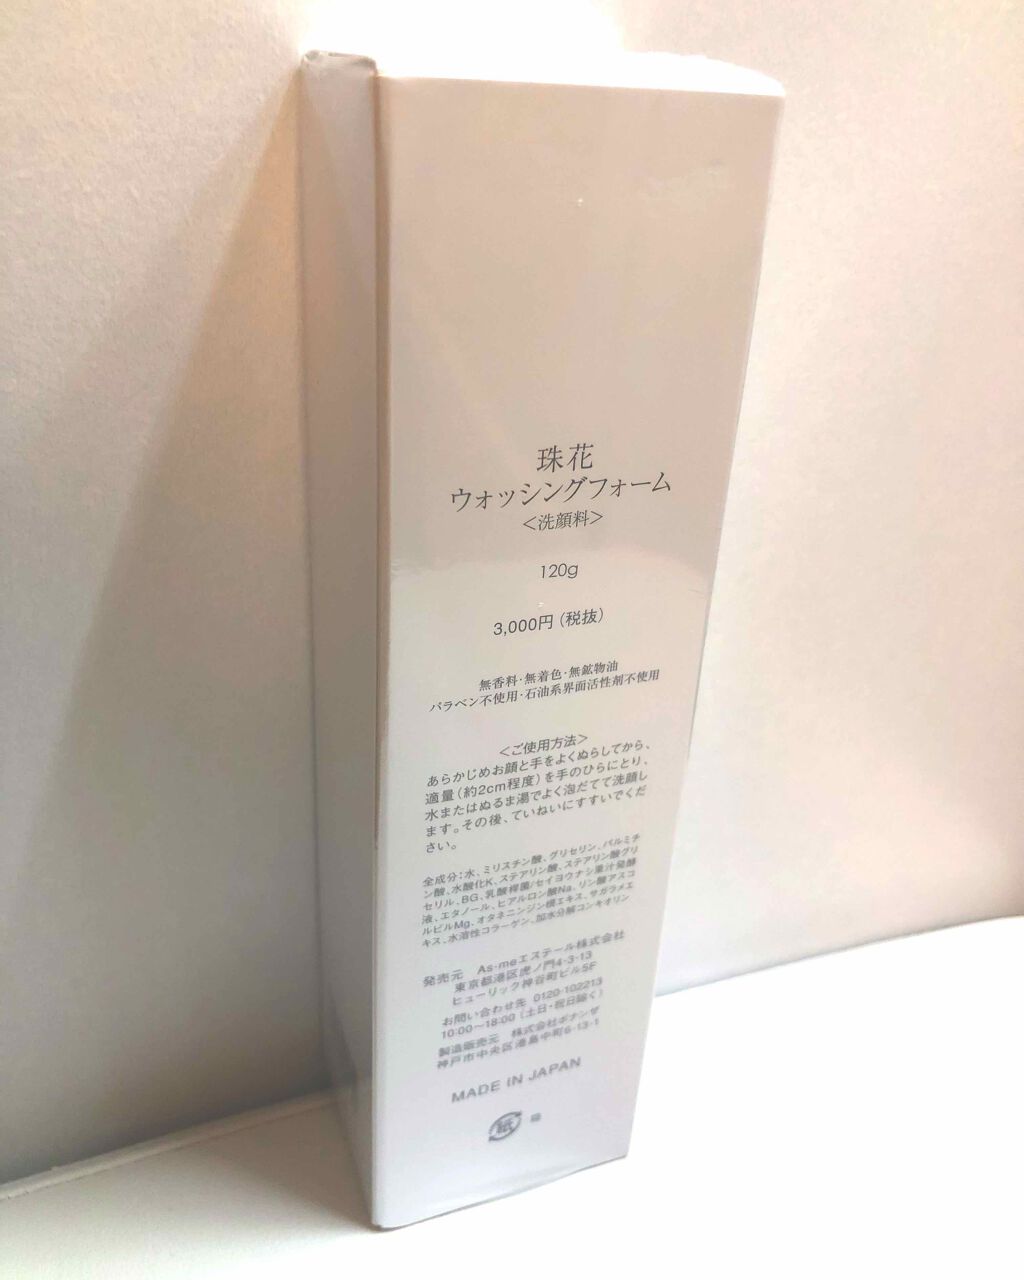 珠花
ウォッシングフォーム
＜洗顔料＞
120g
3,000円（税抜）
無香料・無着色・無鉱物油
パラベン不使用・石油系界面活性剤不使用
＜ご使用方法＞
あらかじめお顔と手をよくぬらしてから、
適量（約2cm程度）を手のひらにとり、
水またはぬるま湯でよく泡だてて洗顔し
ます。その後、ていねいにすすいでくだ
さい。
全成分：水、ミリスチン酸、グリセリン、パルミチ
ン酸、水酸化K、ステアリン酸、ステアリン酸グリ
セリル、BG、乳酸桿菌/セイヨウナシ果汁発酵
液、エタノール、ヒアルロン酸Na、リン酸アスコ
ルビルMg、オタネニンジン根エキス、サガラメエ
キス、水溶性コラーゲン、加水分解コンキオリン
発売元 As-meエステール株式会社
東京都港区虎ノ門4-3-13
ヒューリック神谷町ビル5F
お問い合わせ先 0120-102213
10:00～18:00（土日・祝日除く）
製造販売元 株式会社ボナンザ
神戸市中央区港島中町6-13-1
MADE IN JAPAN
紙 箱